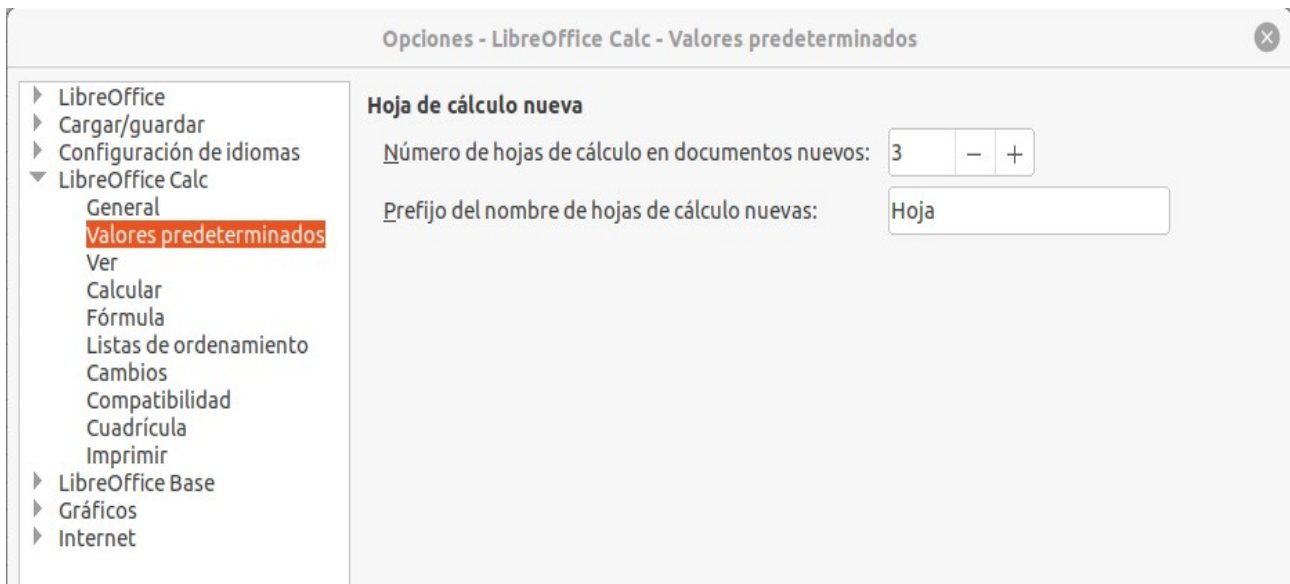 Opciones - LibreOffice Calc - Valores predeterminados
LibreOffice
Cargar/guardar
Configuración de idiomas
LibreOffice Calc
General
Valores predeterminados
Ver
Calcular
Fórmula
Listas de ordenamiento
Cambios
Compatibilidad
Cuadrícula
Imprimir
LibreOffice Base
Gráficos
Internet
Hoja de cálculo nueva
Número de hojas de cálculo en documentos nuevos: 3 − +
Prefijo del nombre de hojas de cálculo nuevas: Hoja